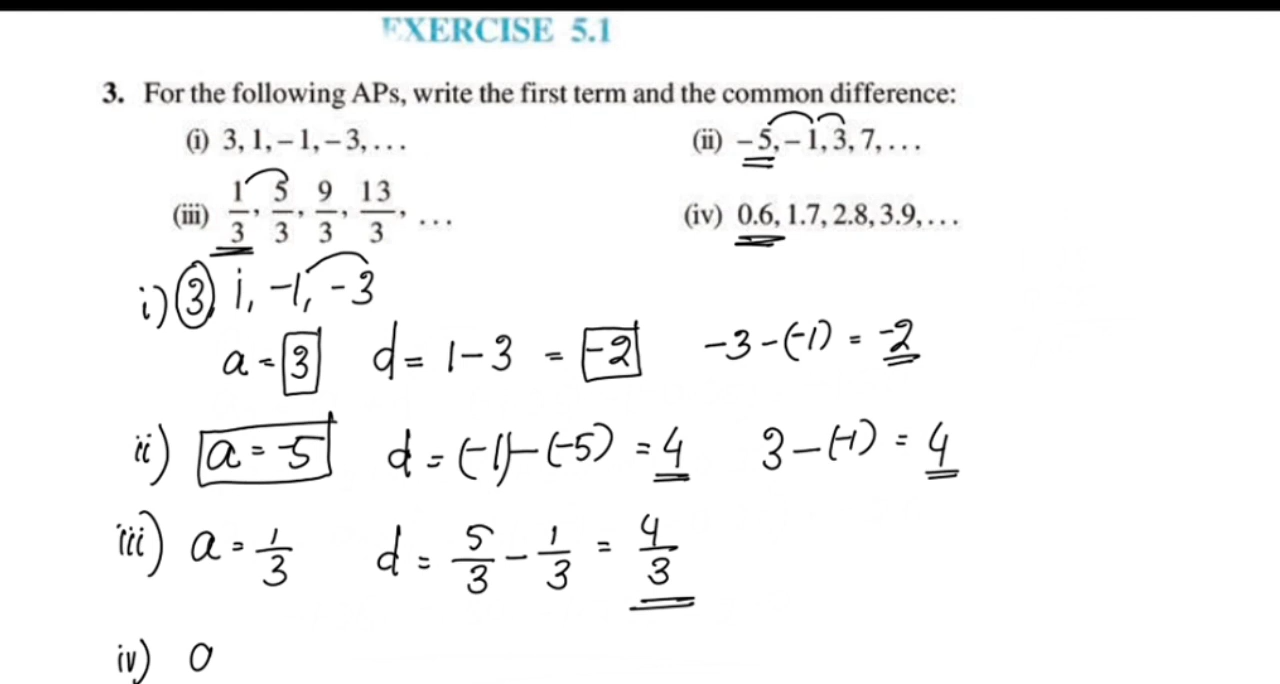 EXERCISE 5.1
3. For the following APs, write the first term and the common difference:
(i) 3, 1, – 1, – 3, . . .
(ii) – 5, – 1, 3, 7, . . .
(iii) 1/3, 5/3, 9/3, 13/3, . . .
(iv) 0.6, 1.7, 2.8, 3.9, . . .
i) 3, 1, -1, -3
a = 3 d = 1-3 = -2 -3-(-1) = -2
ii) a = -5 d = (-1)-(-5) = 4 3-(-1) = 4
iii) a = 1/3 d = 5/3 - 1/3 = 4/3
iv) 0